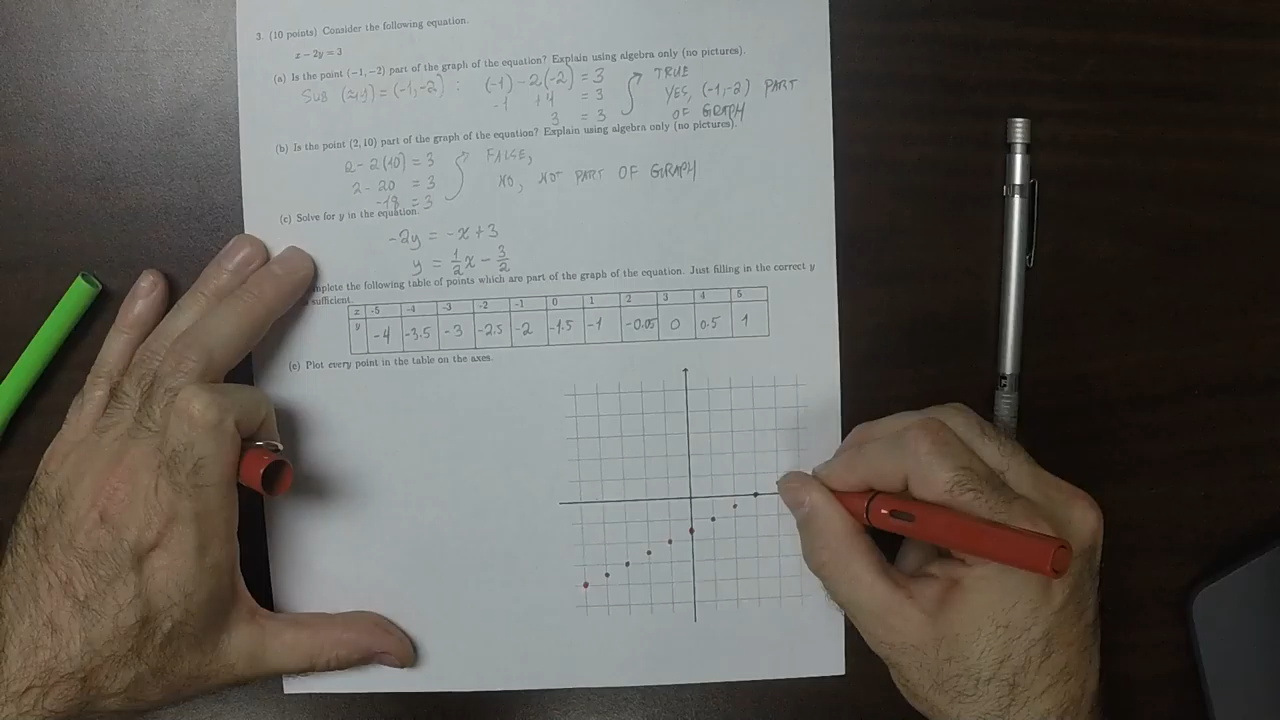 3. (10 points) Consider the following equation.
x − 2y = 3
(a) Is the point (−1, −2) part of the graph of the equation? Explain using algebra only (no pictures).
SUB (x,y) = (-1,-2) : (-1) - 2(-2) = 3 TRUE
-1 +4 = 3 YES, (-1,-2) PART
3 = 3 OF GRAPH
(b) Is the point (2, 10) part of the graph of the equation? Explain using algebra only (no pictures).
2 - 2(10) = 3 FALSE,
2 - 20 = 3 NO, NOT PART OF GRAPH
-18 = 3
(c) Solve for y in the equation.
-2y = -x + 3
y = 1/2 x - 3/2
mplete the following table of points which are part of the graph of the equation. Just filling in the correct y
sufficient.
x -5 -4 -3 -2 -1 0 1 2 3 4 5
y -4 -3.5 -3 -2.5 -2 -1.5 -1 -0.05 0 0.5 1
(e) Plot every point in the table on the axes.